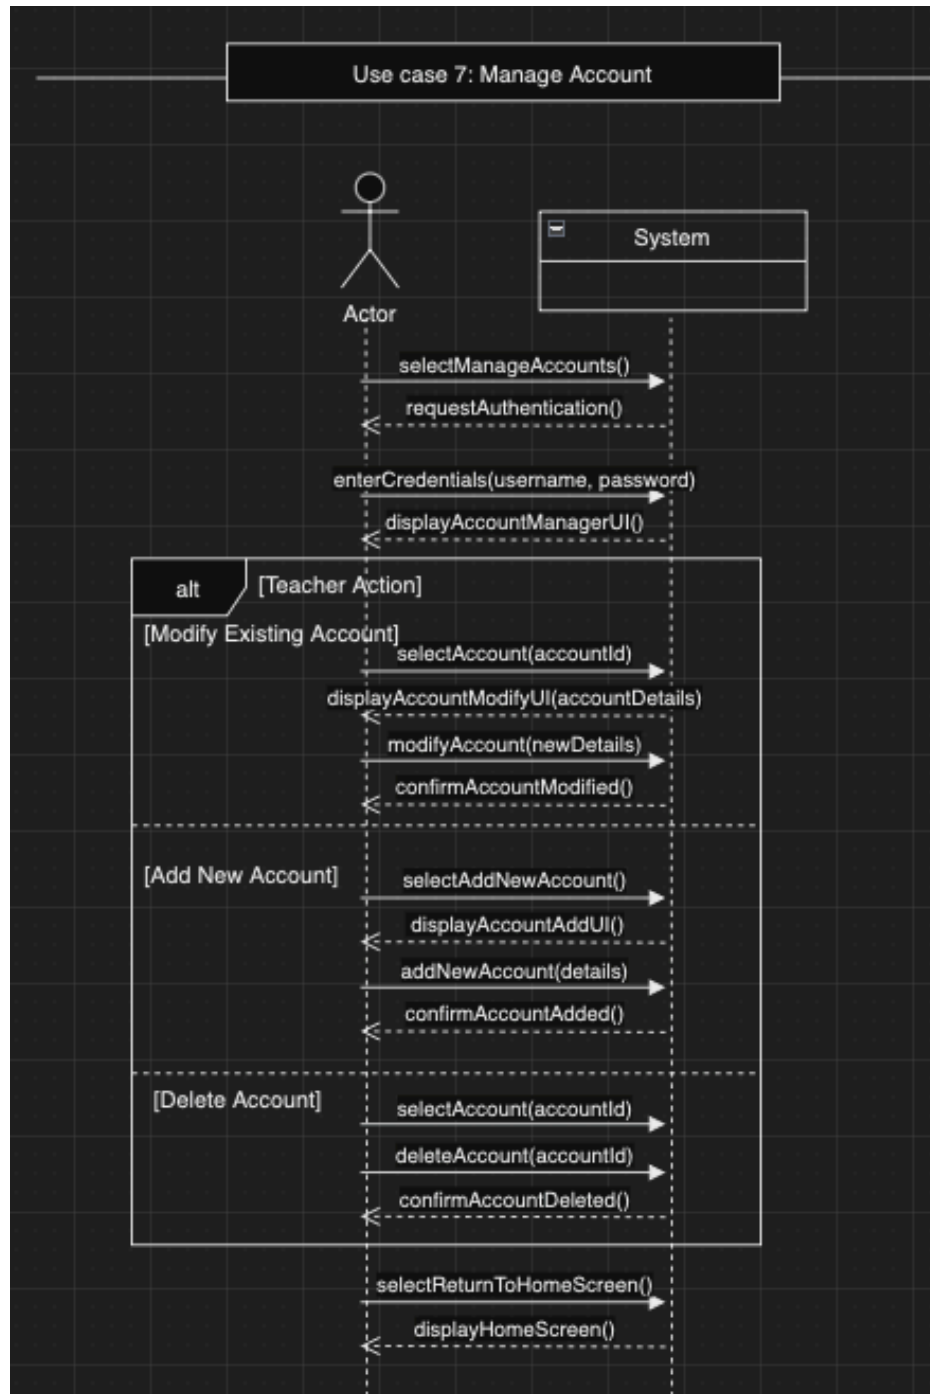 Use case 7: Manage Account
System
Actor
selectManageAccounts()
requestAuthentication()
enterCredentials(username, password)
displayAccountManagerUI()
alt
[Teacher Action]
[Modify Existing Account]
selectAccount(accountId)
displayAccountModifyUI(accountDetails)
modifyAccount(newDetails)
confirmAccountModified()
[Add New Account]
selectAddNewAccount()
displayAccountAddUI()
addNewAccount(details)
confirmAccountAdded()
[Delete Account]
selectAccount(accountId)
deleteAccount(accountId)
confirmAccountDeleted()
selectReturnToHomeScreen()
displayHomeScreen()